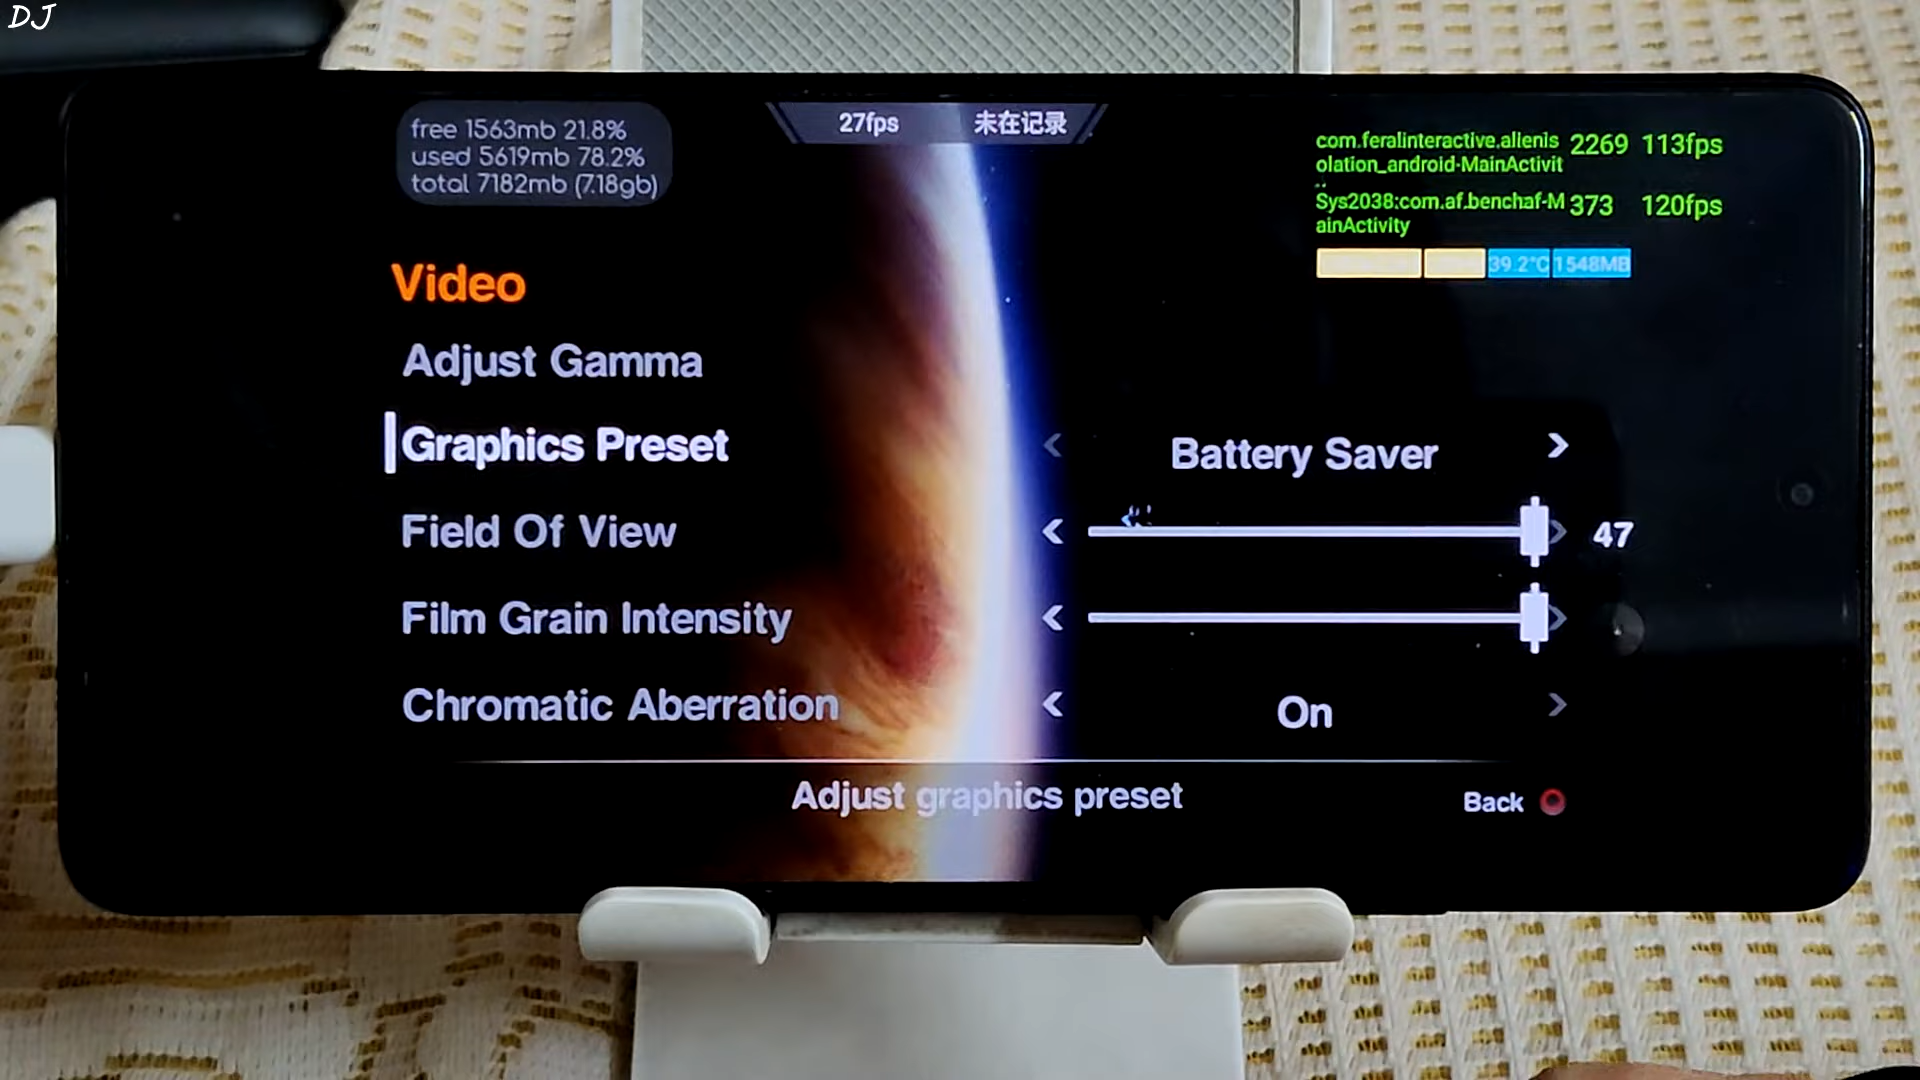 DJ
free 1563mb 21.8%
used 5619mb 78.2%
total 7182mb (7.18gb)
27fps 未在记录
com.feralinteractive.alienis 2269 113fps
olation_android-MainActivit
..
Sys2038:com.af.benchaf-M 373 120fps
ainActivity
39.2°C 1548MB
Video
Adjust Gamma
Graphics Preset < Battery Saver >
Field Of View < > 47
Film Grain Intensity < >
Chromatic Aberration < On >
Adjust graphics preset
Back